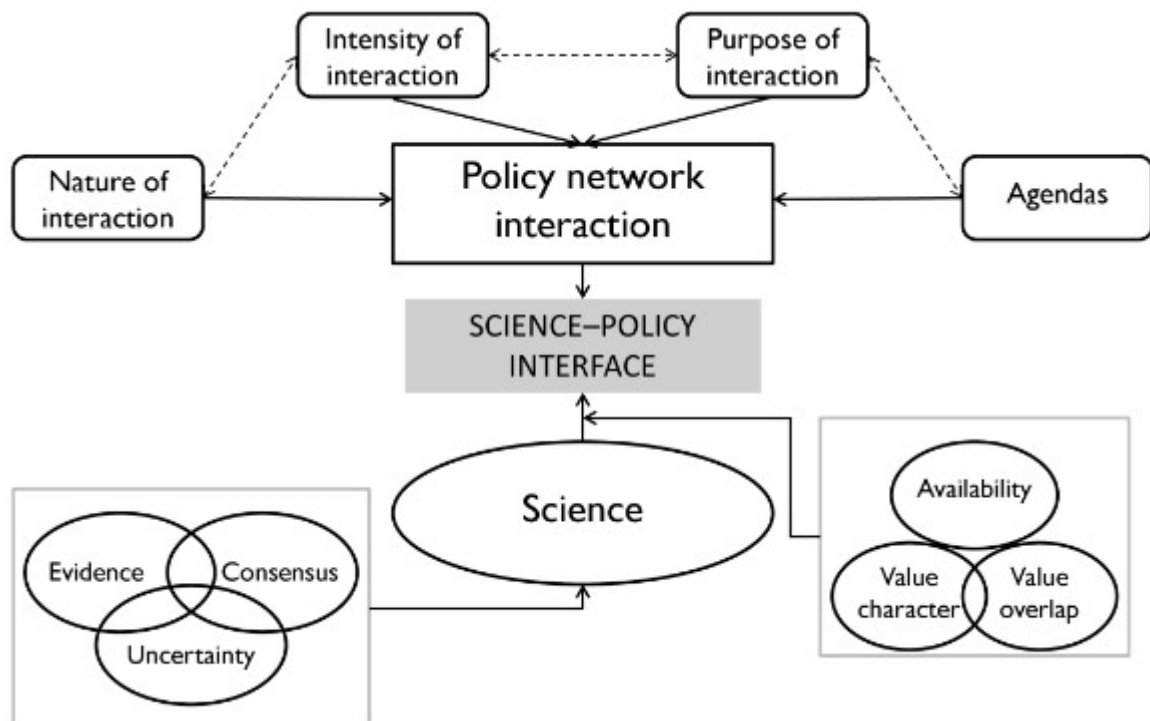 Intensity of
interaction
Purpose of
interaction
Nature of
interaction
Policy network
interaction
Agendas
SCIENCE–POLICY
INTERFACE
Science
Evidence
Consensus
Uncertainty
Availability
Value
character
Value
overlap